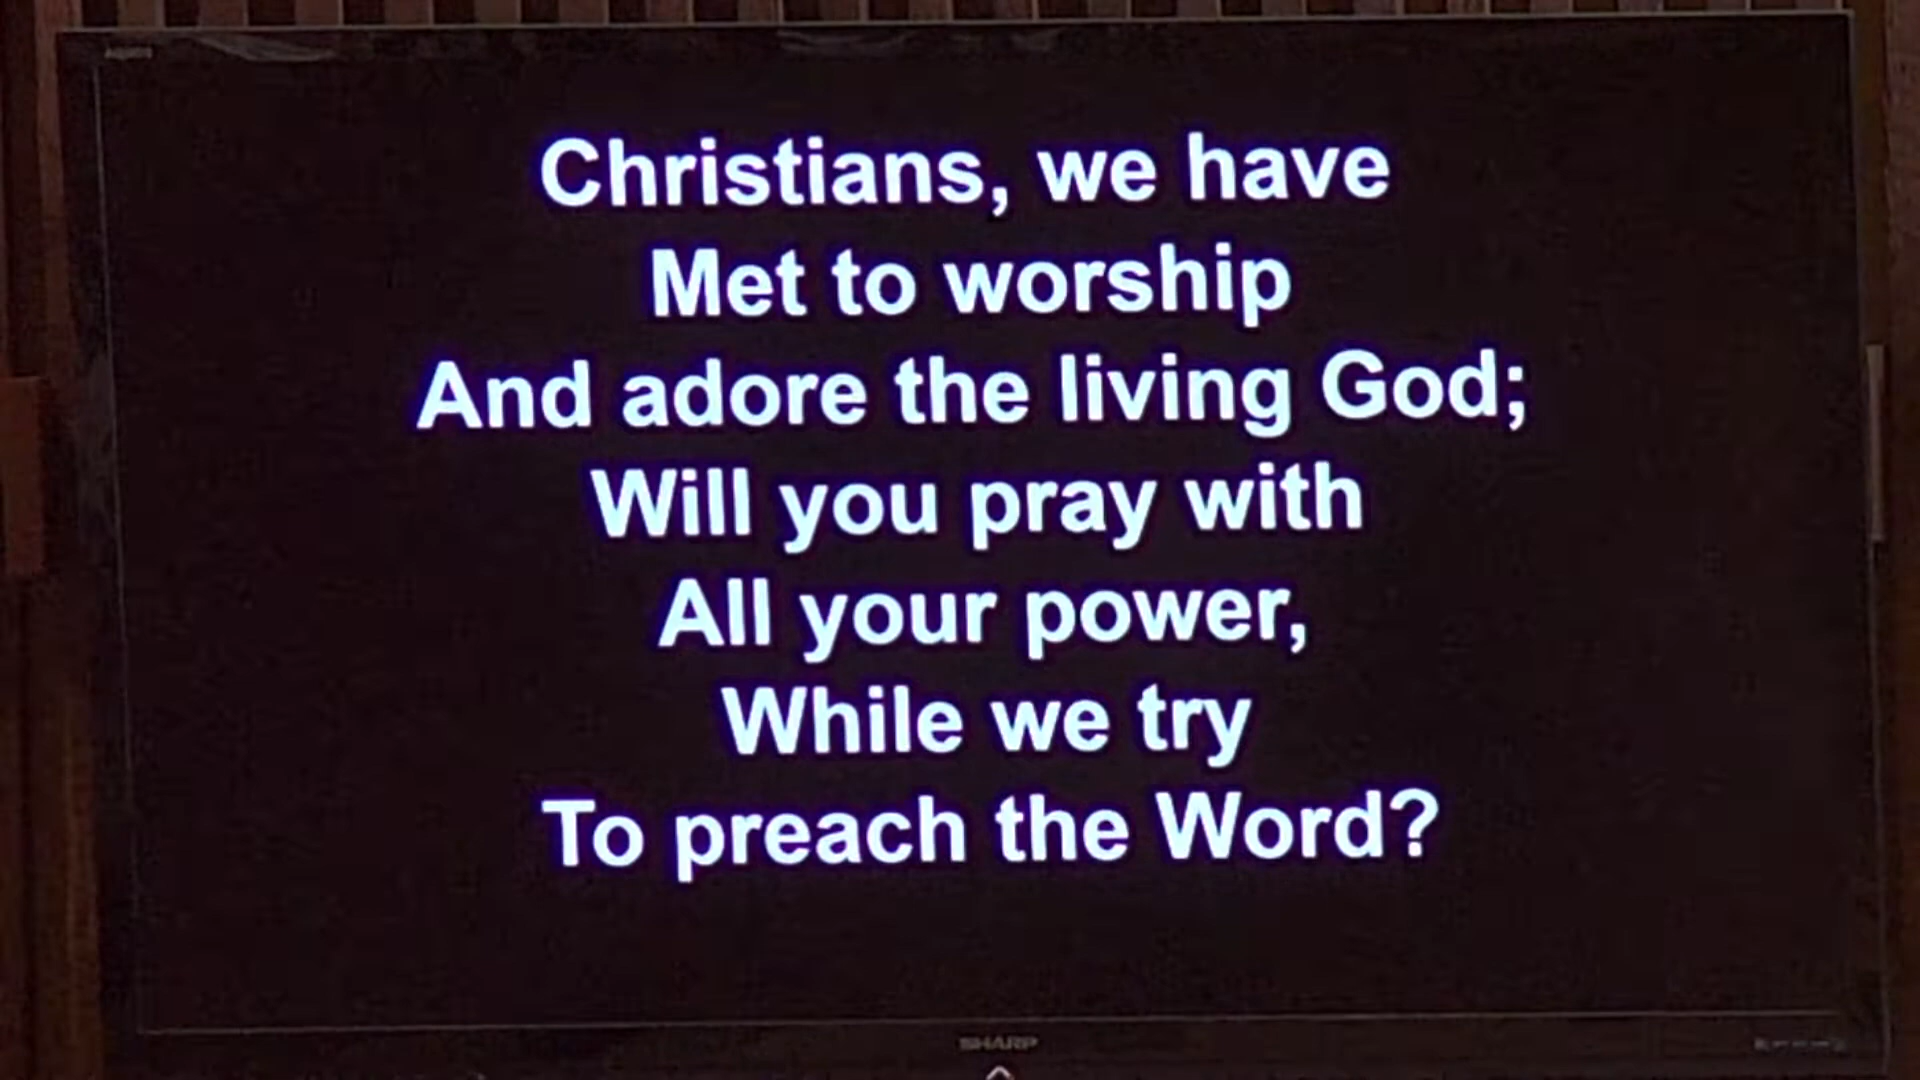 Christians, we have
Met to worship
And adore the living God;
Will you pray with
All your power,
While we try
To preach the Word?
SHARP